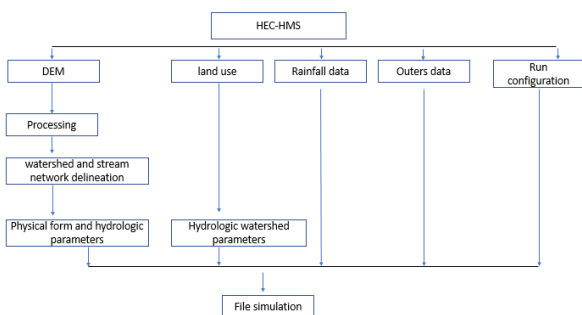 HEC-HMS
DEM
land use
Rainfall data
Outers data
Run
configuration
Processing
watershed and stream
network delineation
Physical form and hydrologic
parameters
Hydrologic watershed
parameters
File simulation